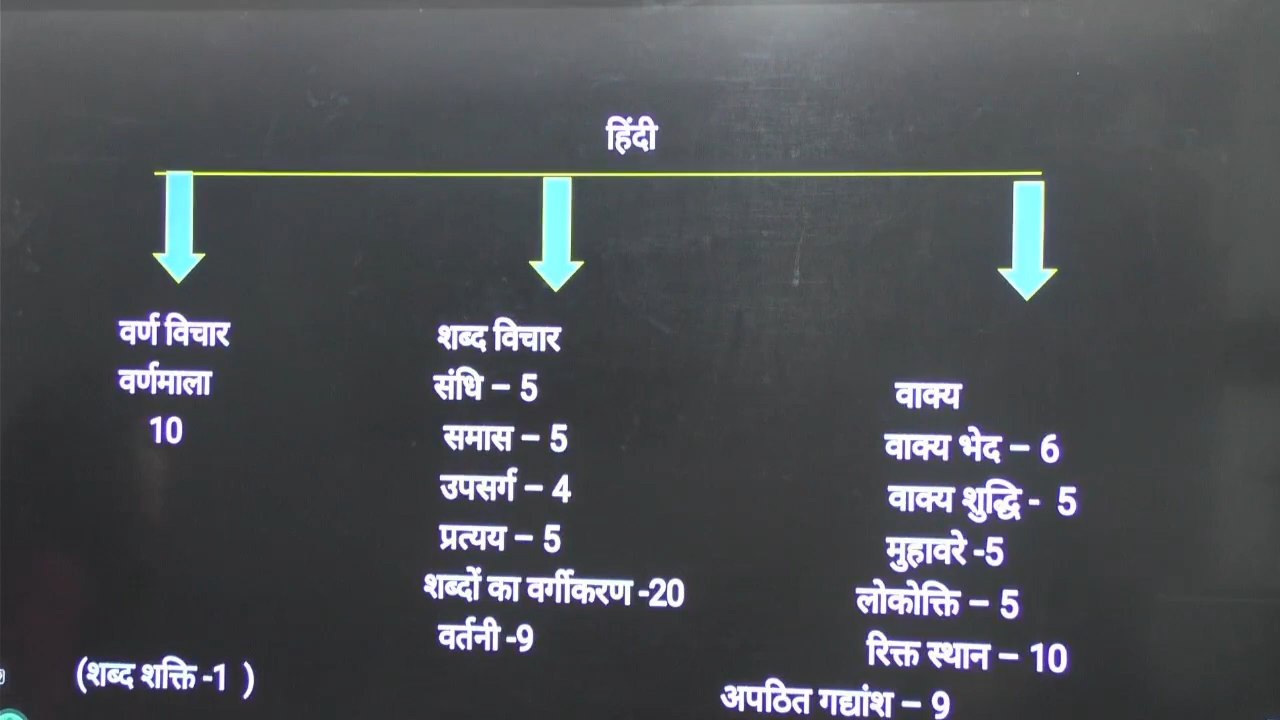 हिंदी
वर्ण विचार
वर्णमाला
10
(शब्द शक्ति -1 )
शब्द विचार
संधि – 5
समास – 5
उपसर्ग – 4
प्रत्यय – 5
शब्दों का वर्गीकरण -20
वर्तनी -9
वाक्य
वाक्य भेद – 6
वाक्य शुद्धि - 5
मुहावरे -5
लोकोक्ति – 5
रिक्त स्थान – 10
अपठित गद्यांश – 9